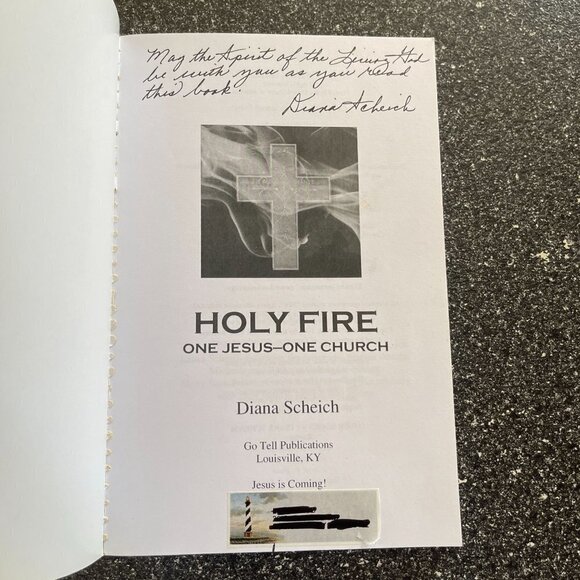 May the Spirit of the Living God
be with you as you read
this book.
Diana Scheich
HOLY FIRE
ONE JESUS–ONE CHURCH
Diana Scheich
Go Tell Publications
Louisville, KY
Jesus is Coming!